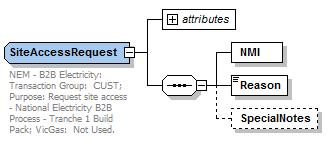 attributes
SiteAccessRequest
NMI
NEM - B2B Electricity:
Transaction Group:  CUST;
Purpose: Request site access
- National Electricity B2B
Process - Tranche 1 Build
Pack; VicGas:  Not Used.
Reason
SpecialNotes